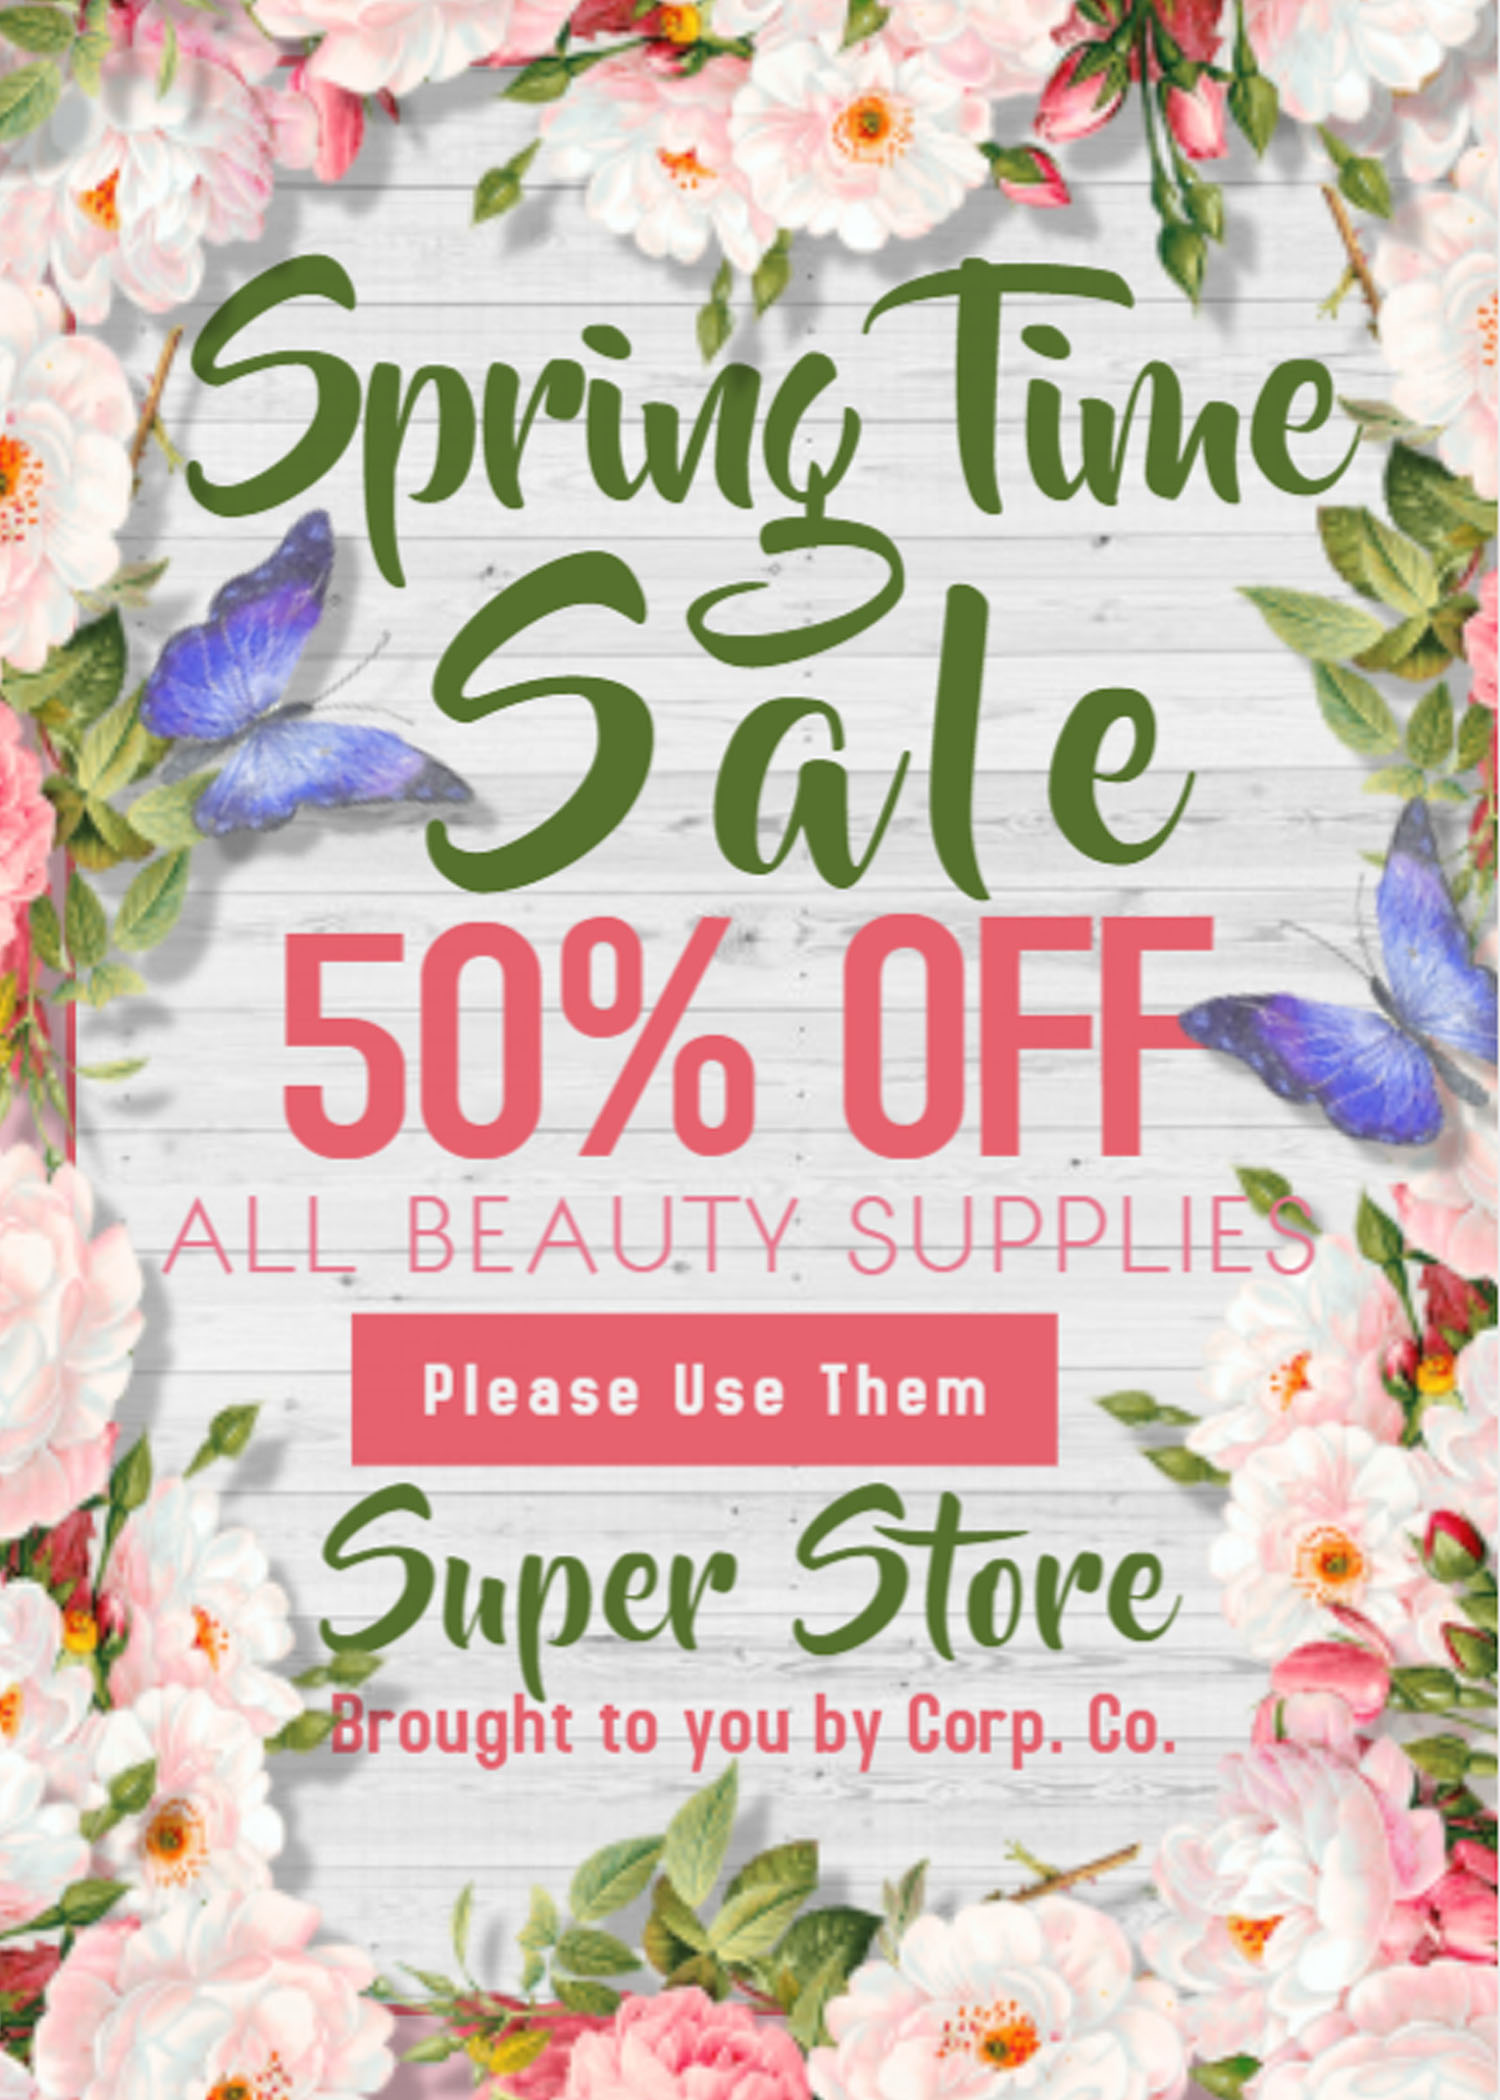 Spring Time
Sale
50% OFF
ALL BEAUTY SUPPLIES
Please Use Them
Super Store
Brought to you by Corp. Co.